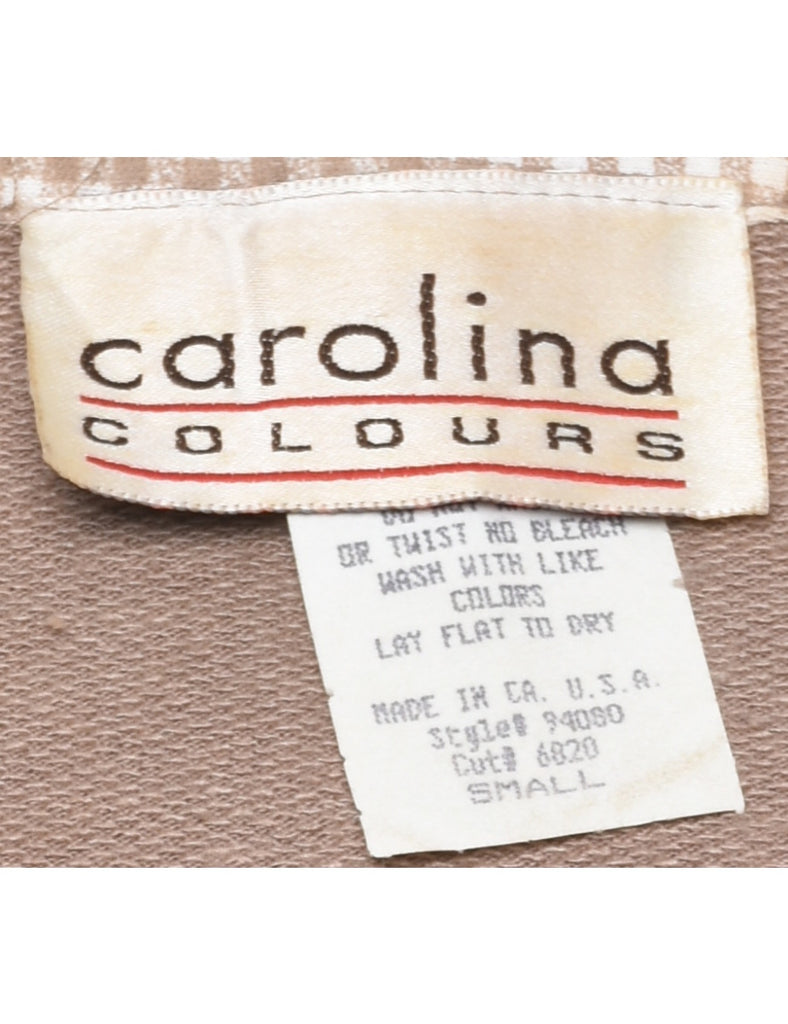 carolina
COLOURS
OR TWIST NO BLEACH
WASH WITH LIKE
COLORS
LAY FLAT TO DRY
MADE IN CA. U.S.A.
Style# 94080
Cut# 6820
SMALL